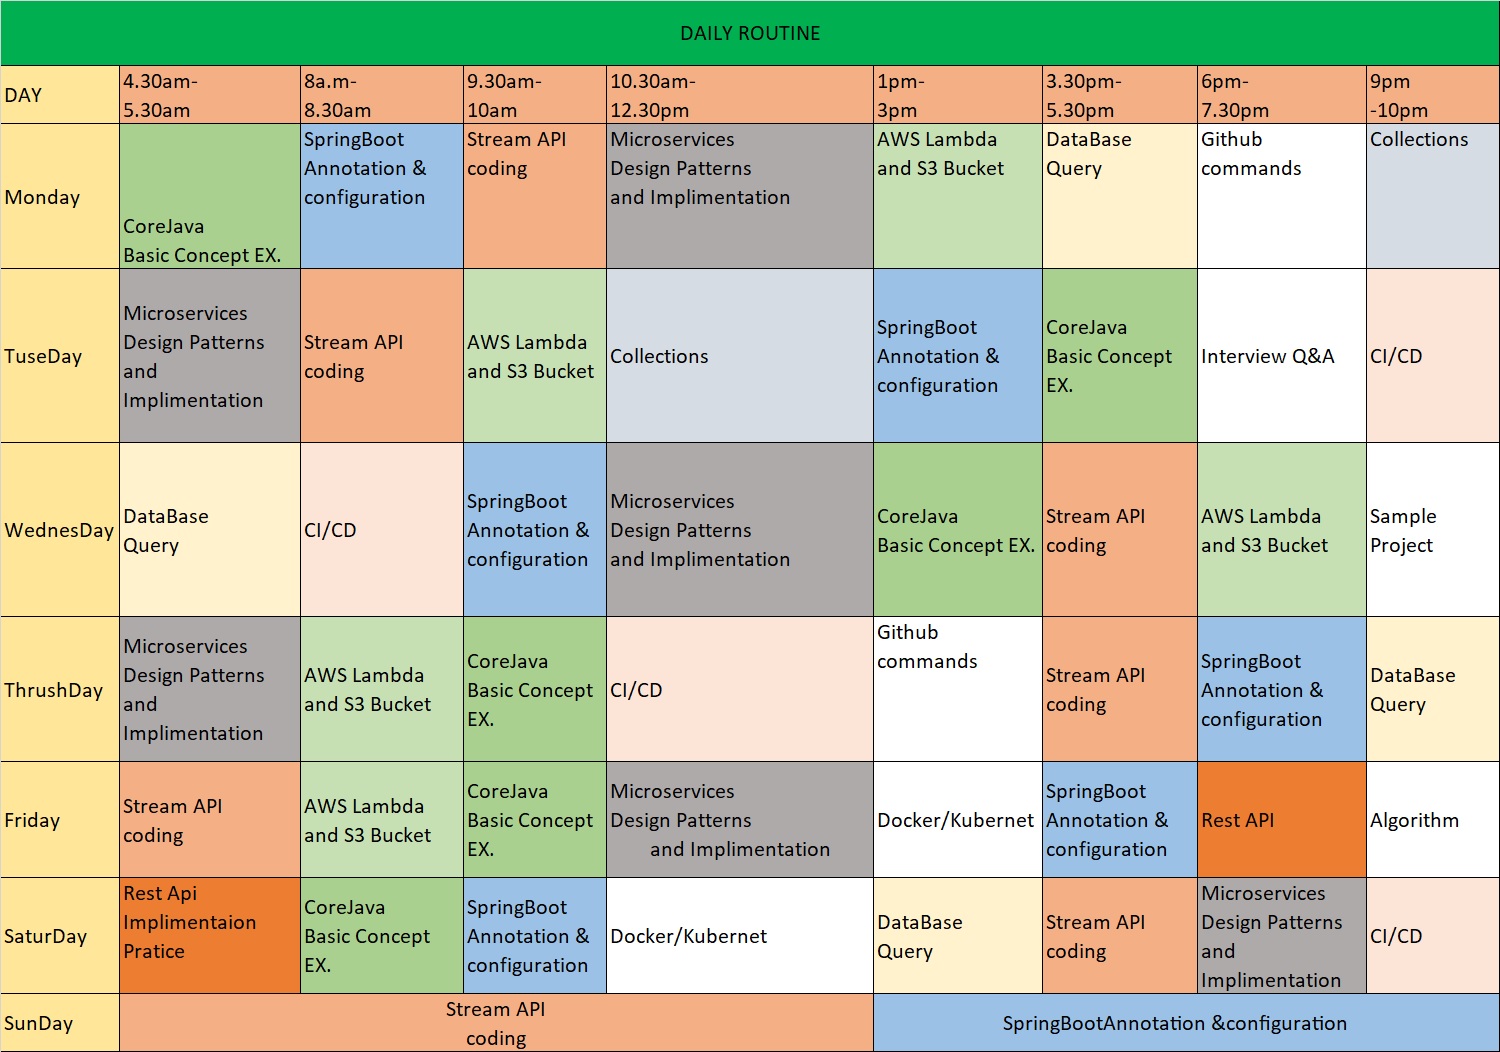 DAILY ROUTINE
DAY
4.30am-
5.30am
8a.m-
8.30am
9.30am-
10am
10.30am-
12.30pm
1pm-
3pm
3.30pm-
5.30pm
6pm-
7.30pm
9pm
-10pm
Monday
CoreJava
Basic Concept EX.
SpringBoot
Annotation &
configuration
Stream API
coding
Microservices
Design Patterns
and Implimentation
AWS Lambda
and S3 Bucket
DataBase
Query
Github
commands
Collections
TuseDay
Microservices
Design Patterns
and
Implimentation
Stream API
coding
AWS Lambda
and S3 Bucket
Collections
SpringBoot
Annotation &
configuration
CoreJava
Basic Concept
EX.
Interview Q&A
CI/CD
WednesDay
DataBase
Query
CI/CD
SpringBoot
Annotation &
configuration
Microservices
Design Patterns
and Implimentation
CoreJava
Basic Concept EX.
Stream API
coding
AWS Lambda
and S3 Bucket
Sample
Project
ThrushDay
Microservices
Design Patterns
and
Implimentation
AWS Lambda
and S3 Bucket
CoreJava
Basic Concept
EX.
CI/CD
Github
commands
Stream API
coding
SpringBoot
Annotation &
configuration
DataBase
Query
Friday
Stream API
coding
AWS Lambda
and S3 Bucket
CoreJava
Basic Concept
EX.
Microservices
Design Patterns
and Implimentation
Docker/Kubernet
SpringBoot
Annotation &
configuration
Rest API
Algorithm
SaturDay
Rest Api
Implimentaion
Pratice
CoreJava
Basic Concept
EX.
SpringBoot
Annotation &
configuration
Docker/Kubernet
DataBase
Query
Stream API
coding
Microservices
Design Patterns
and
Implimentation
CI/CD
SunDay
Stream API
coding
SpringBootAnnotation &configuration